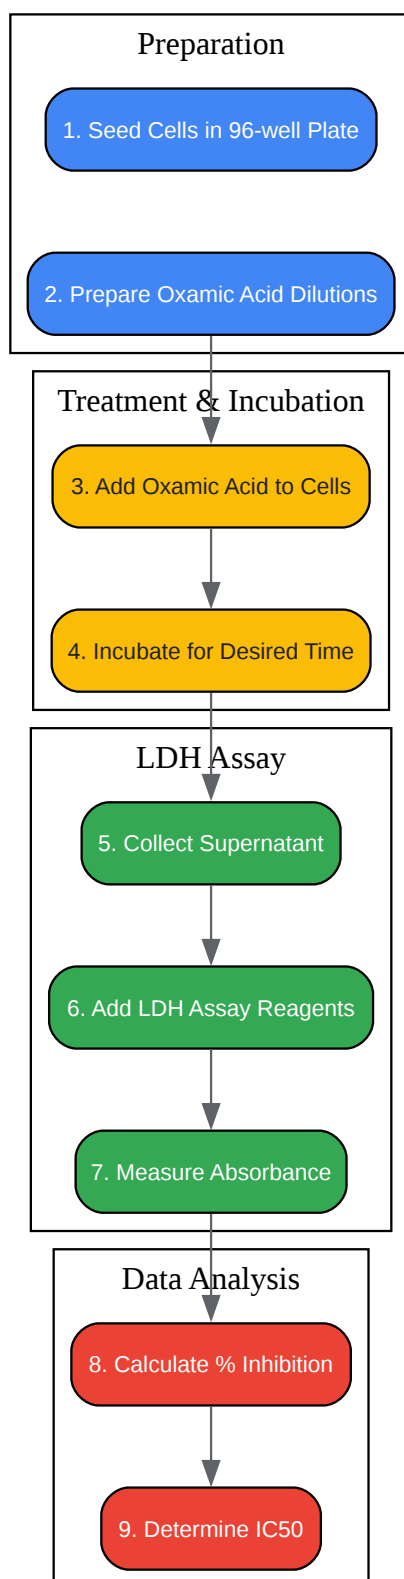 Preparation
1. Seed Cells in 96-well Plate
2. Prepare Oxamic Acid Dilutions
Treatment & Incubation
3. Add Oxamic Acid to Cells
4. Incubate for Desired Time
LDH Assay
5. Collect Supernatant
6. Add LDH Assay Reagents
7. Measure Absorbance
Data Analysis
8. Calculate % Inhibition
9. Determine IC50